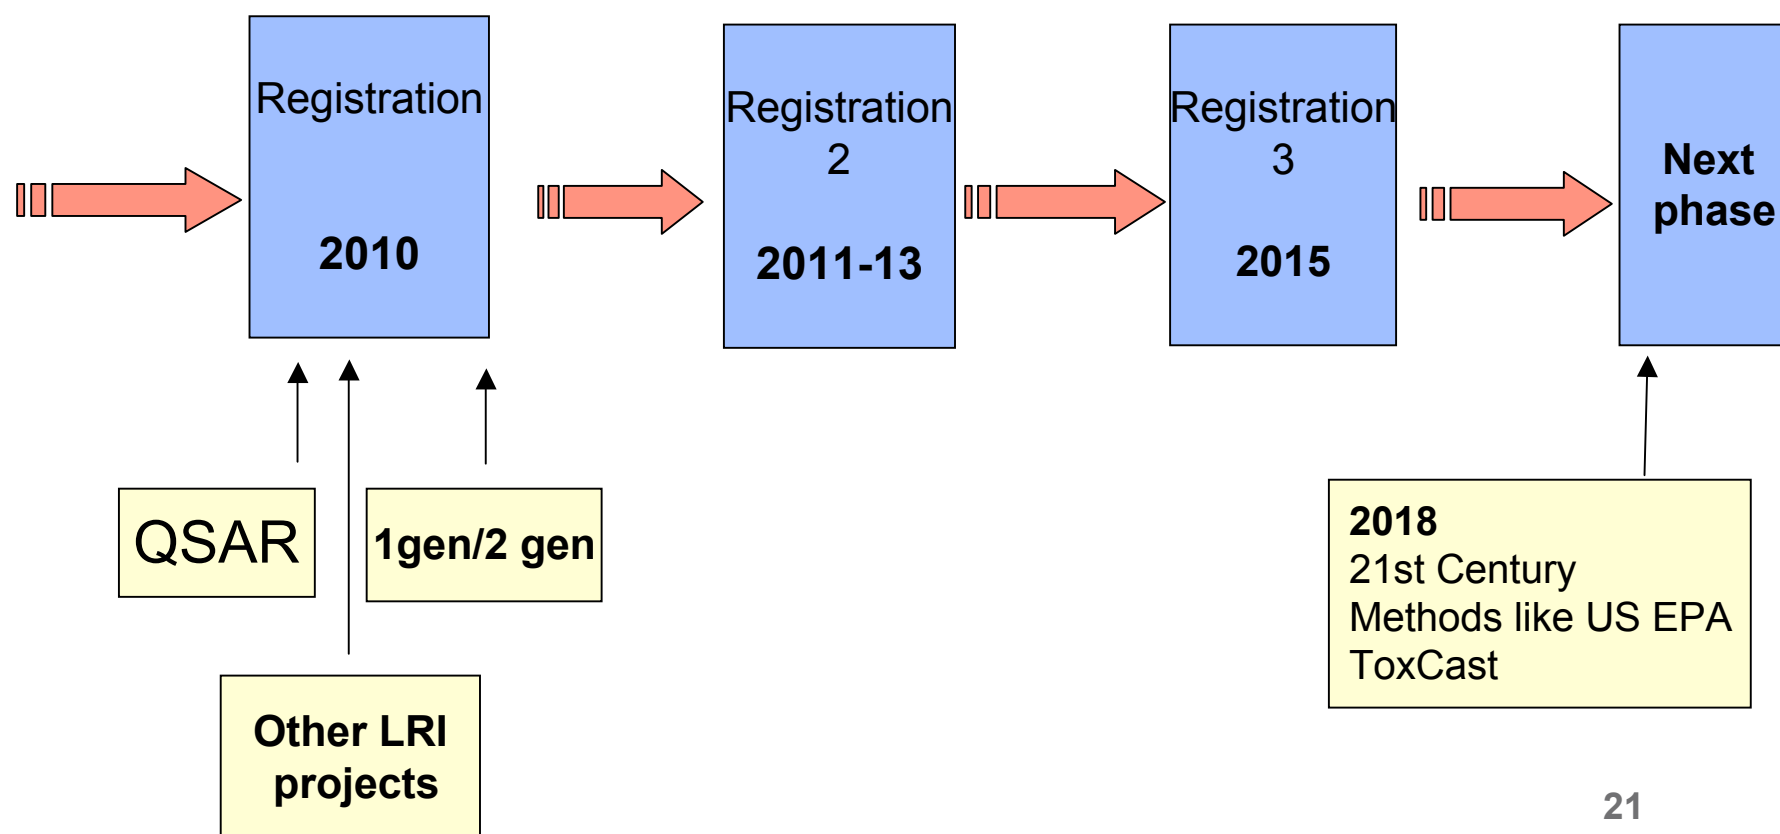 Registration
2010
Registration
2
2011-13
Registration
3
2015
Next
phase
QSAR
1gen/2 gen
Other LRI
projects
2018
21st Century
Methods like US EPA
ToxCast
21